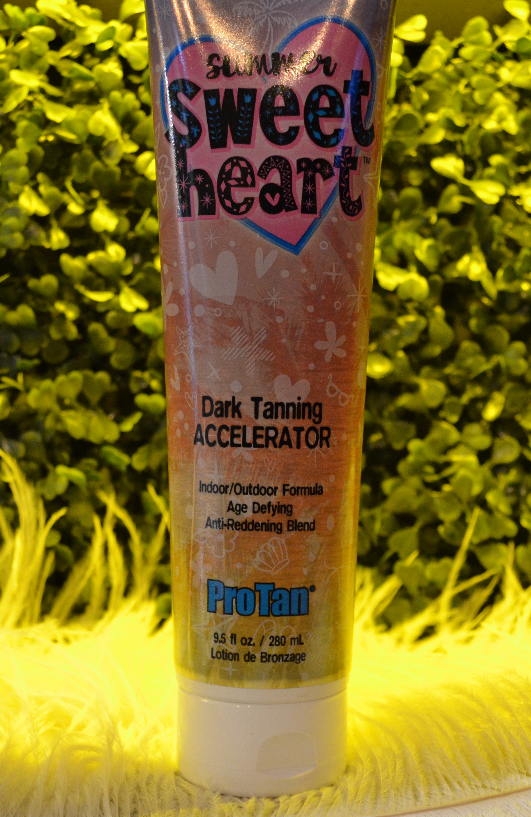 summer
Sweet
heart™
Dark Tanning
ACCELERATOR
Indoor/Outdoor Formula
Age Defying
Anti-Reddening Blend
ProTan®
9.5 fl oz. / 280 mL
Lotion de Bronzage